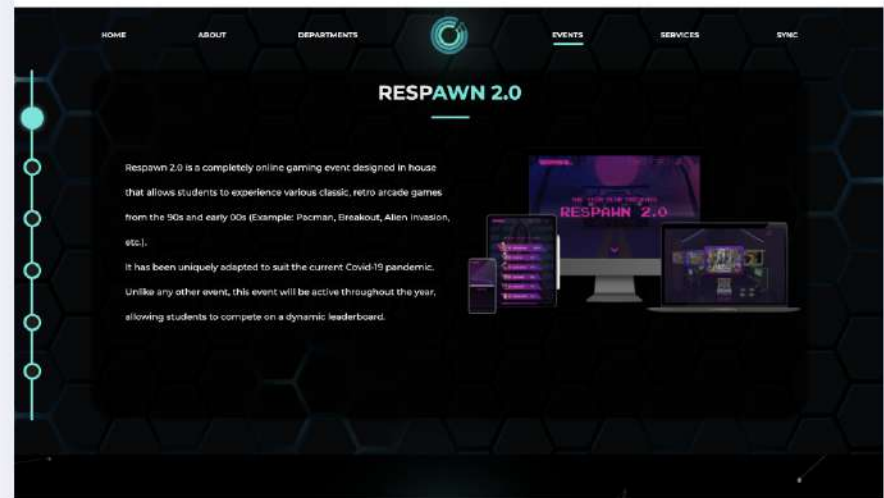 HOME ABOUT DEPARTMENTS EVENTS SERVICES SYNC
RESPAWN 2.0
Respawn 2.0 is a completely online gaming event designed in house
that allows students to experience various classic, retro arcade games
from the 90s and early 00s (Example: Pacman, Breakout, Alien Invasion,
etc.).
It has been uniquely adapted to suit the current Covid-19 pandemic.
Unlike any other event, this event will be active throughout the year,
allowing students to compete on a dynamic leaderboard.
RESPAWN 2.0